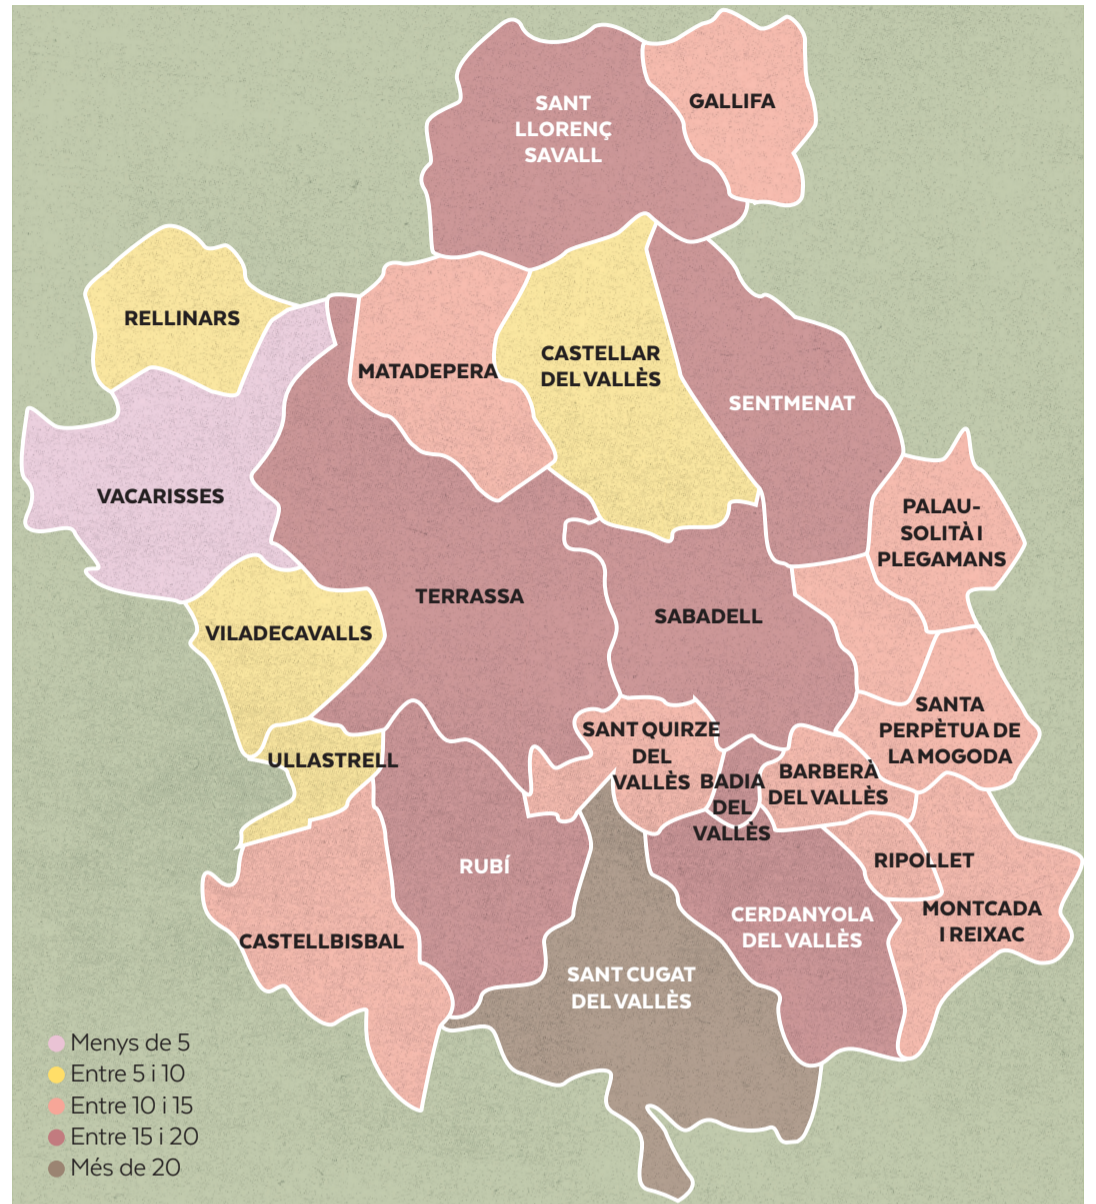 SANT
LLORENÇ
SAVALL
GALLIFA
RELLINARS
MATADEPERA
CASTELLAR
DEL VALLÈS
SENTMENAT
VACARISSES
PALAU-
SOLITÀ I
PLEGAMANS
TERRASSA
SABADELL
VILADECAVALLS
SANTA
PERPÈTUA DE
LA MOGODA
SANT QUIRZE
DEL
VALLÈS
ULLASTRELL
BADIA
DEL
VALLÈS
BARBERÀ
DEL VALLÈS
RUBÍ
RIPOLLET
CERDANYOLA
DEL VALLÈS
MONTCADA
I REIXAC
CASTELLBISBAL
SANT CUGAT
DEL VALLÈS
Menys de 5
Entre 5 i 10
Entre 10 i 15
Entre 15 i 20
Més de 20